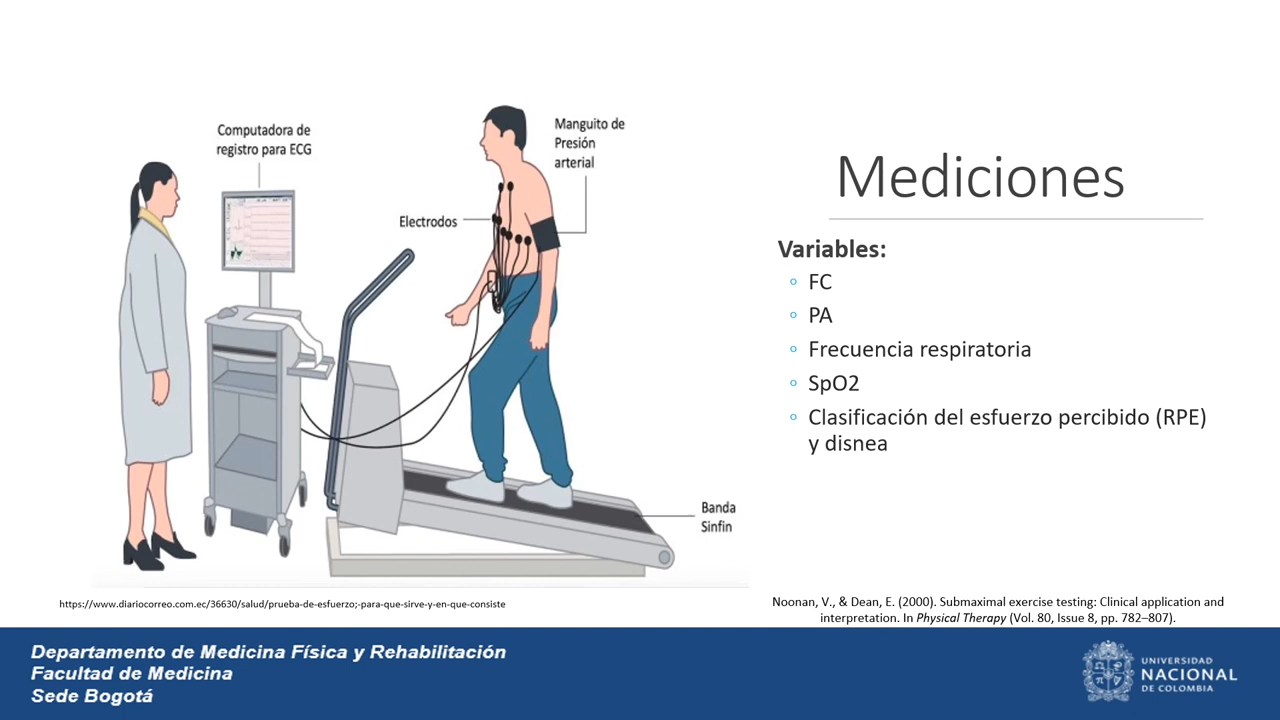 Computadora de
registro para ECG
Manguito de
Presión
arterial
Electrodos
Banda
Sinfin
https://www.diariocorreo.com.ec/36630/salud/prueba-de-esfuerzo;-para-que-sirve-y-en-que-consiste
Mediciones
Variables:
FC
PA
Frecuencia respiratoria
SpO2
Clasificación del esfuerzo percibido (RPE)
y disnea
Noonan, V., & Dean, E. (2000). Submaximal exercise testing: Clinical application and
interpretation. In Physical Therapy (Vol. 80, Issue 8, pp. 782–807).
Departamento de Medicina Física y Rehabilitación
Facultad de Medicina
Sede Bogotá
UNIVERSIDAD
NACIONAL
DE COLOMBIA